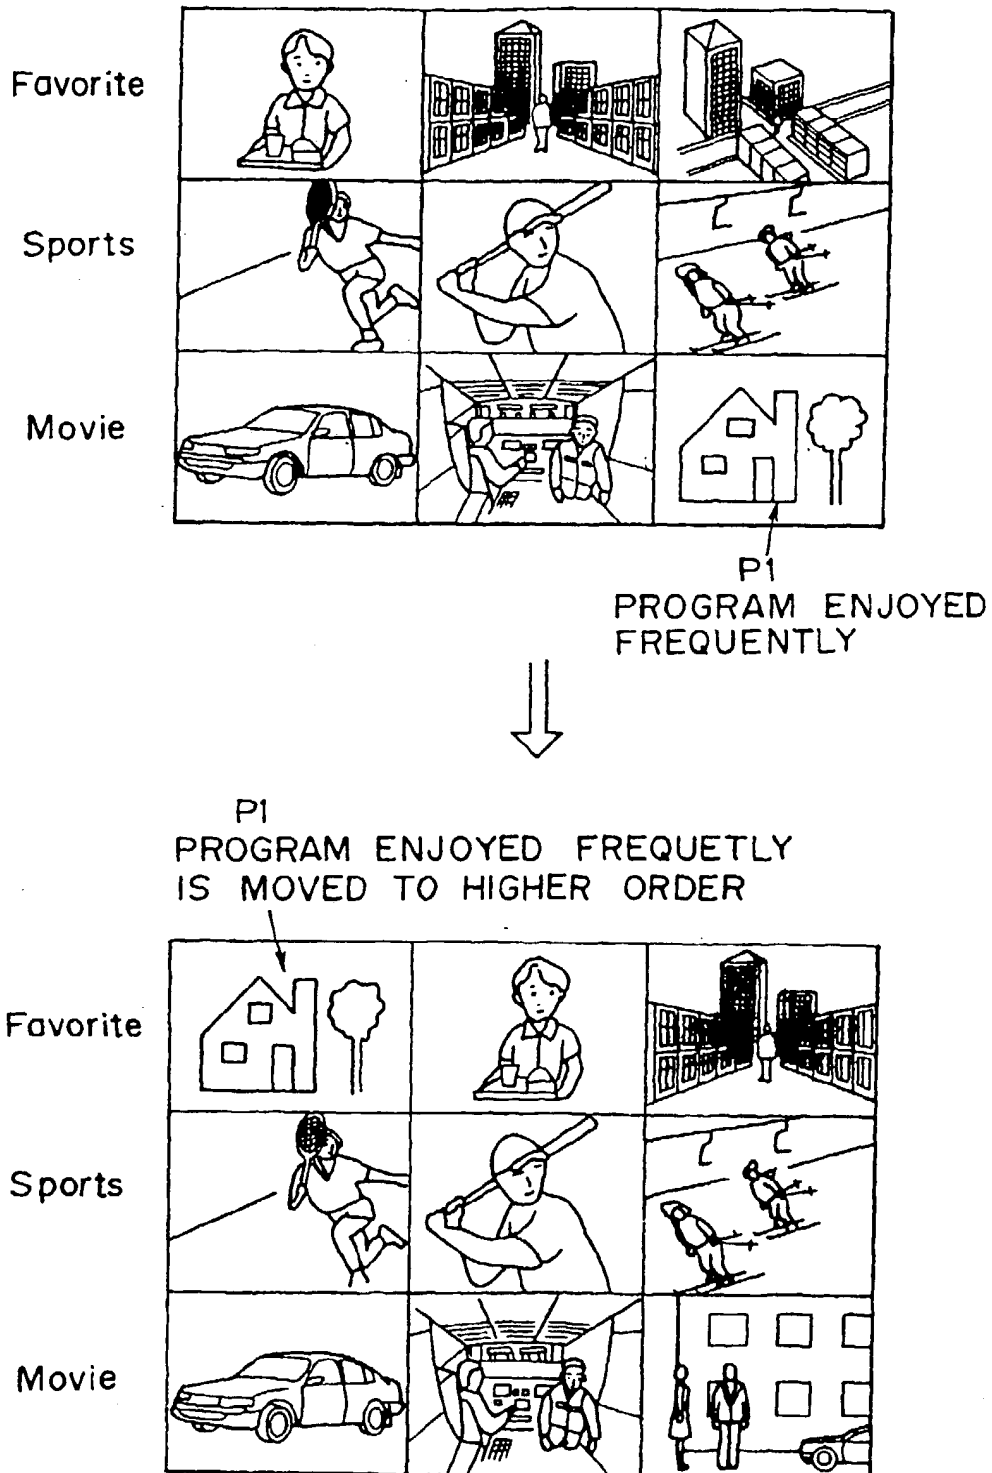 Favorite
Sports
Movie
P1
PROGRAM ENJOYED
FREQUENTLY
P1
PROGRAM ENJOYED FREQUETLY
IS MOVED TO HIGHER ORDER
Favorite
Sports
Movie